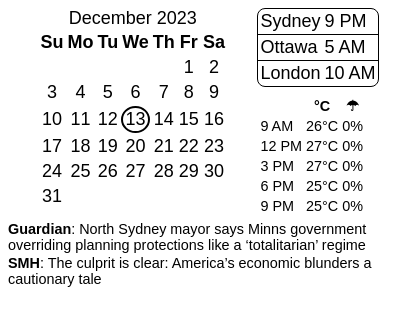 December 2023
Su Mo Tu We Th Fr Sa
1 2
3 4 5 6 7 8 9
10 11 12 13 14 15 16
17 18 19 20 21 22 23
24 25 26 27 28 29 30
31
Sydney 9 PM
Ottawa 5 AM
London 10 AM
°C ☂
9 AM 26°C 0%
12 PM 27°C 0%
3 PM 27°C 0%
6 PM 25°C 0%
9 PM 25°C 0%
Guardian: North Sydney mayor says Minns government
overriding planning protections like a ‘totalitarian’ regime
SMH: The culprit is clear: America’s economic blunders a
cautionary tale